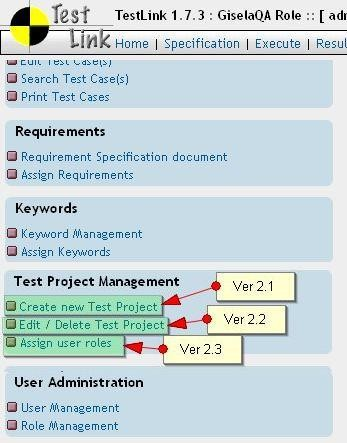 Test
Link
TestLink 1.7.3 : GiselaQA Role :: [ adm
Home | Specification | Execute | Resul
Edit Test Case(s)
Search Test Case(s)
Print Test Cases
Requirements
Requirement Specification document
Assign Requirements
Keywords
Keyword Management
Assign Keywords
Test Project Management
Create new Test Project
Ver 2.1
Edit / Delete Test Project
Ver 2.2
Assign user roles
Ver 2.3
User Administration
User Management
Role Management